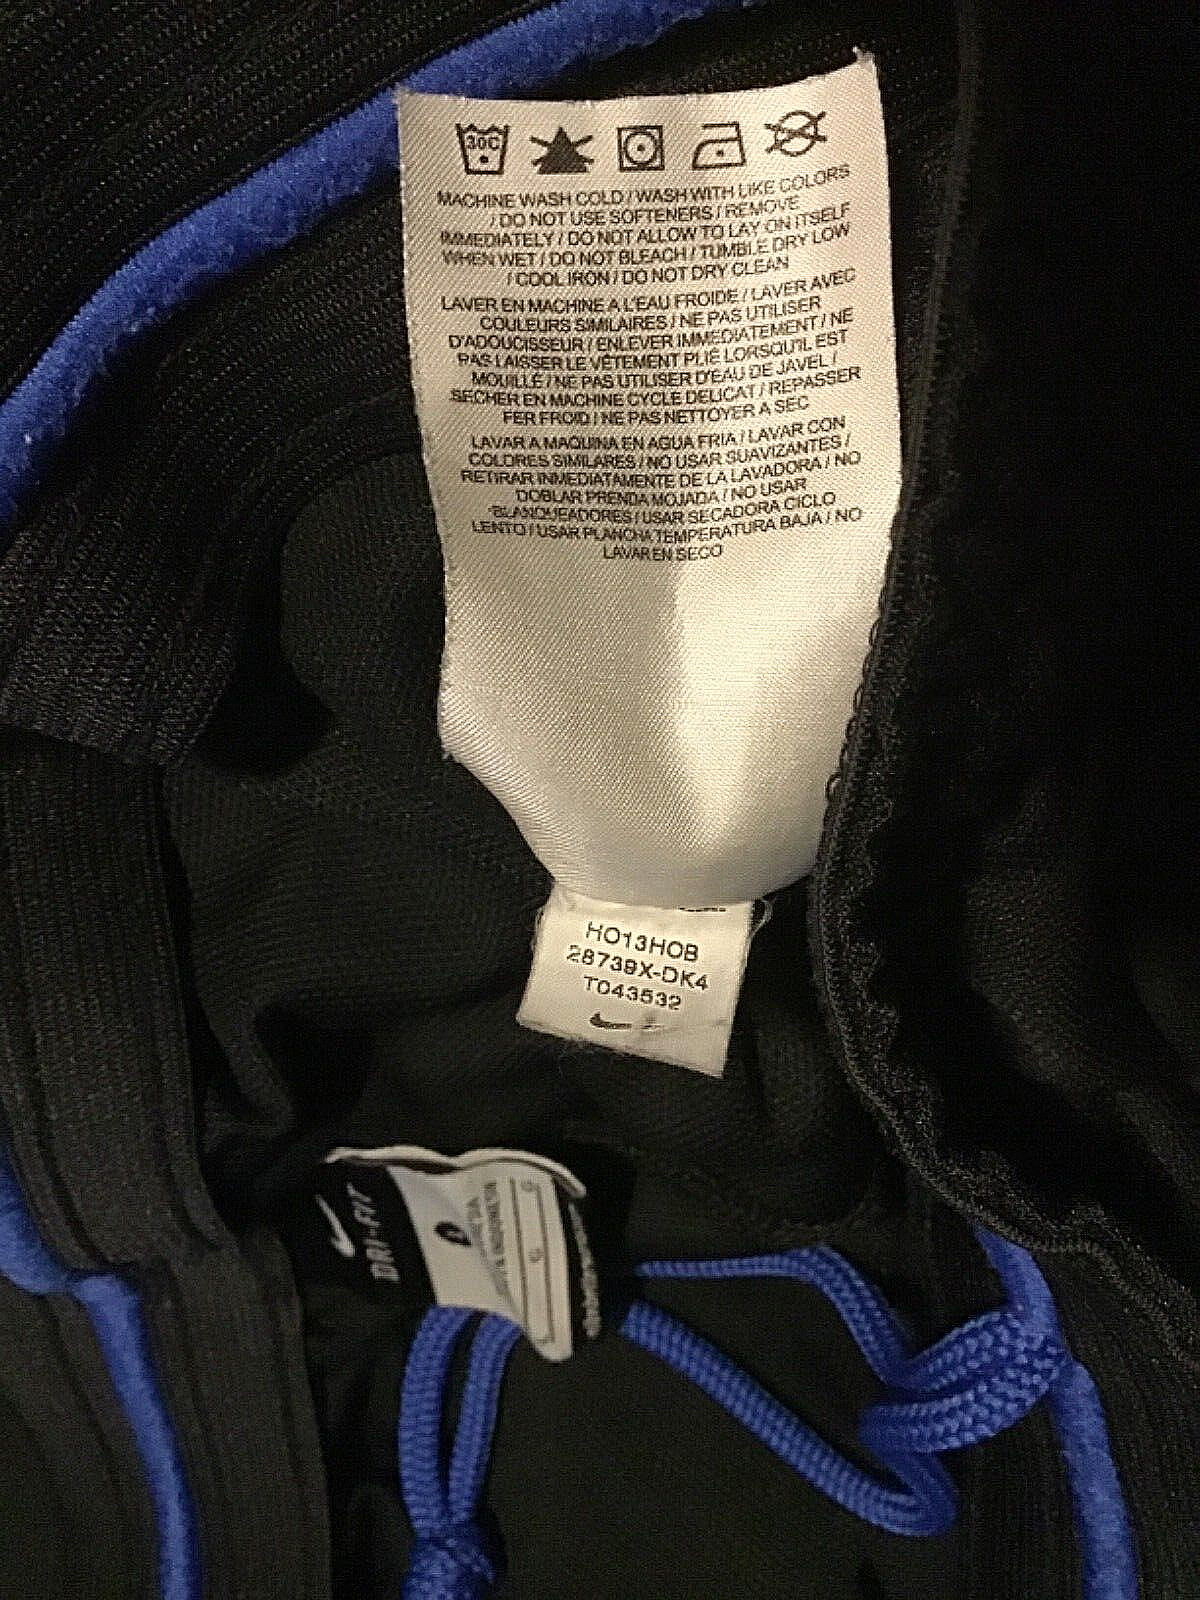 30C
MACHINE WASH COLD / WASH WITH LIKE COLORS
/ DO NOT USE SOFTENERS / REMOVE
IMMEDIATELY / DO NOT ALLOW TO LAY ON ITSELF
WHEN WET / DO NOT BLEACH / TUMBLE DRY LOW
/ COOL IRON / DO NOT DRY CLEAN
LAVER EN MACHINE A L'EAU FROIDE / LAVER AVEC
COULEURS SIMILAIRES / NE PAS UTILISER
D'ADOUCISSEUR / ENLEVER IMMEDIATEMENT / NE
PAS LAISSER LE VÊTEMENT PLIÉ LORSQU'IL EST
MOUILLÉ / NE PAS UTILISER D'EAU DE JAVEL /
SECHER EN MACHINE CYCLE DELICAT / REPASSER
FER FROID / NE PAS NETTOYER A SEC
LAVAR A MAQUINA EN AGUA FRIA / LAVAR CON
COLORES SIMILARES / NO USAR SUAVIZANTES /
RETIRAR INMEDIATAMENTE DE LA LAVADORA / NO
DOBLAR PRENDA MOJADA / NO USAR
BLANQUEADORES / USAR SECADORA CICLO
LENTO / USAR PLANCHA TEMPERATURA BAJA / NO
LAVAR EN SECO
HO13HOB
28739X-DK4
T043532
DRI-FIT